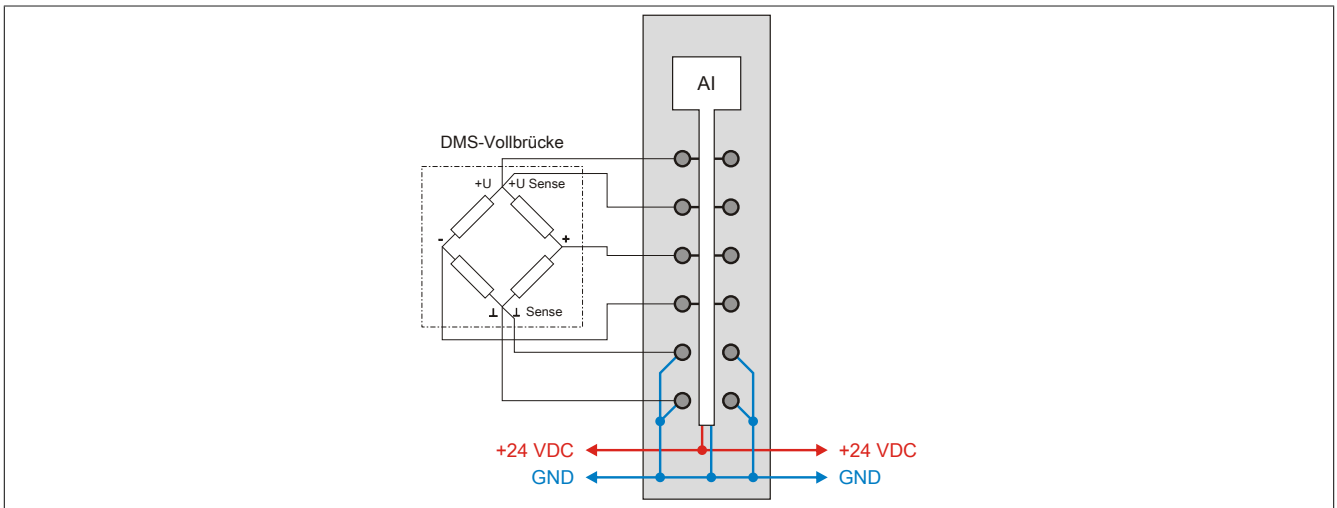 AI
DMS-Vollbrücke
+U +U Sense
- +
⊥ ⊥ Sense
+24 VDC +24 VDC
GND GND